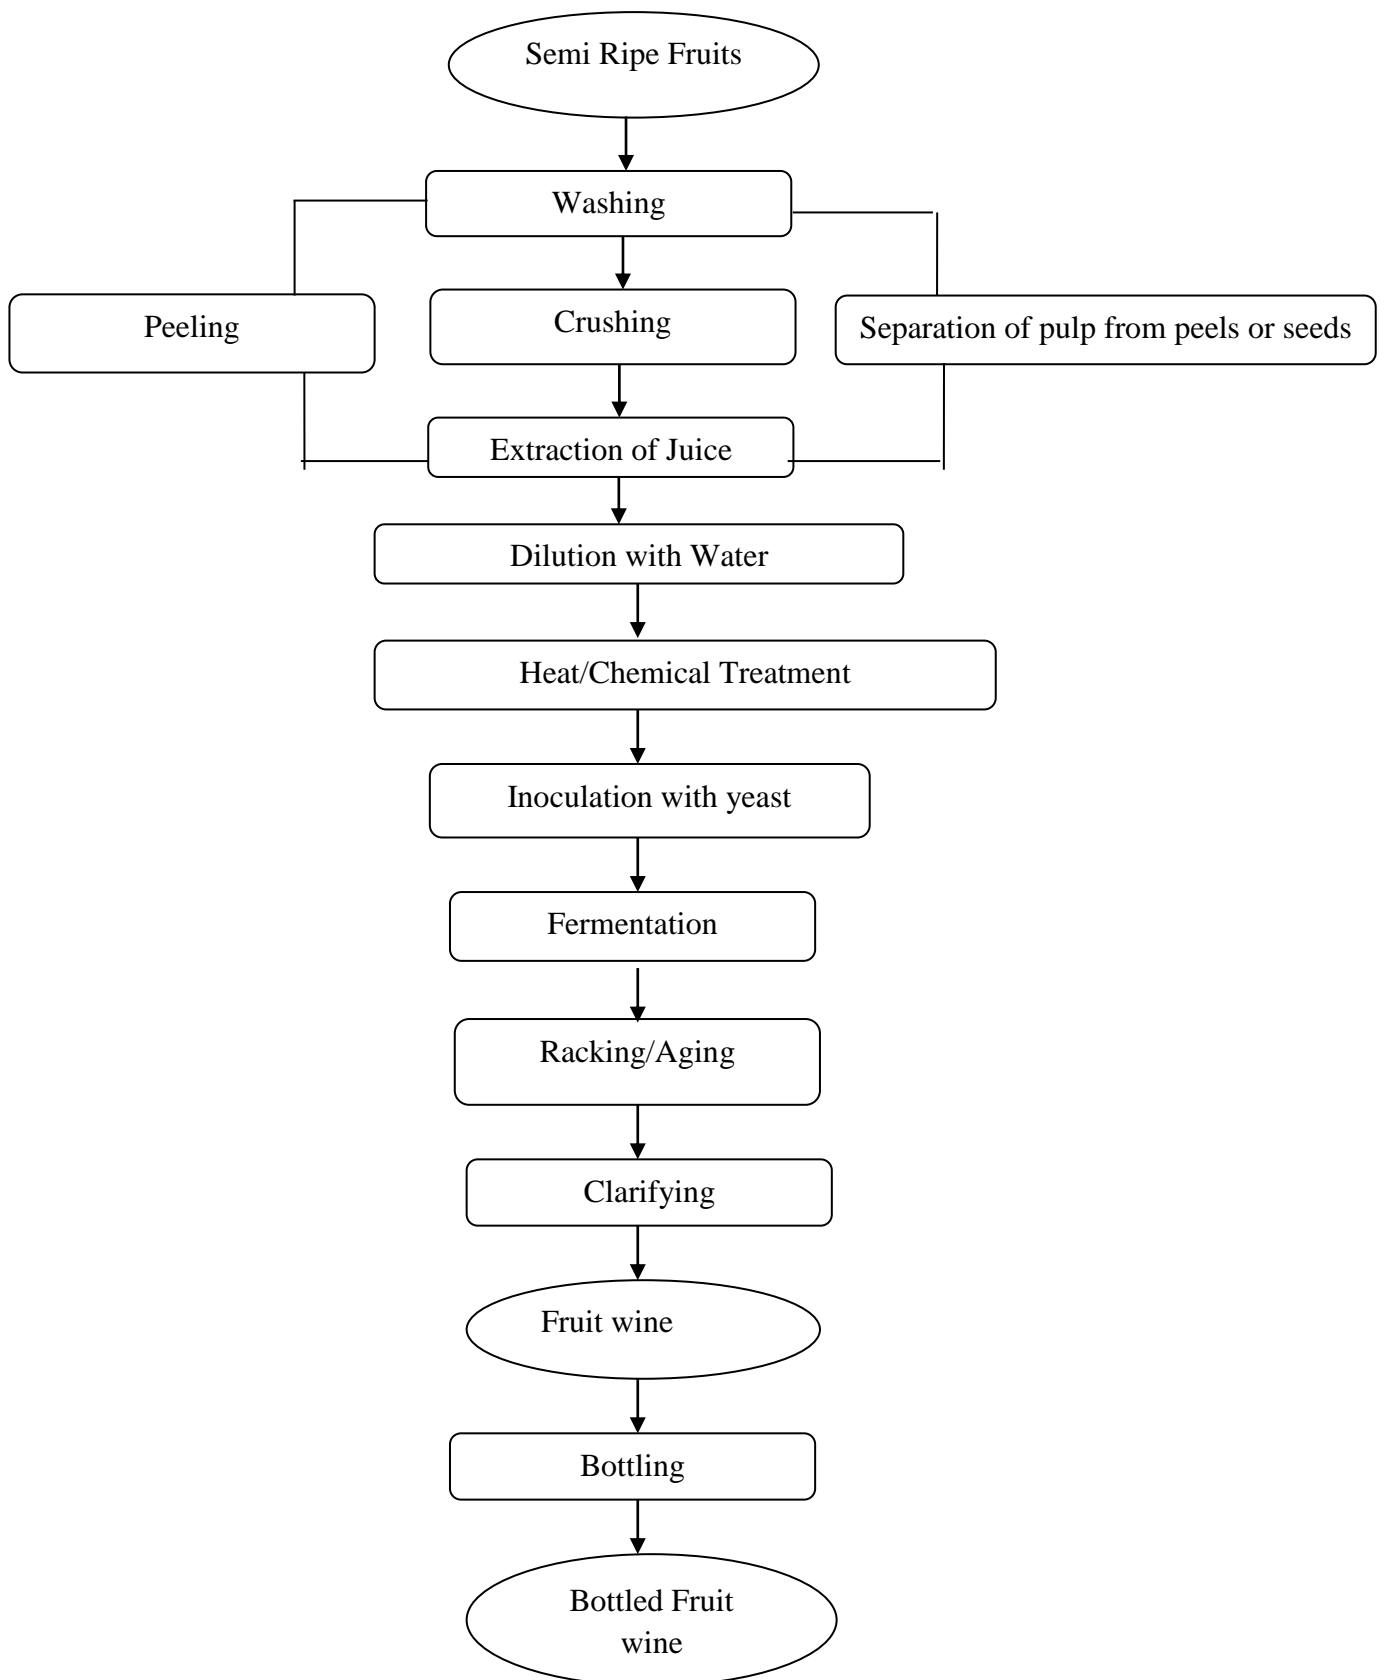 Semi Ripe Fruits
Washing
Peeling
Crushing
Separation of pulp from peels or seeds
Extraction of Juice
Dilution with Water
Heat/Chemical Treatment
Inoculation with yeast
Fermentation
Racking/Aging
Clarifying
Fruit wine
Bottling
Bottled Fruit
wine